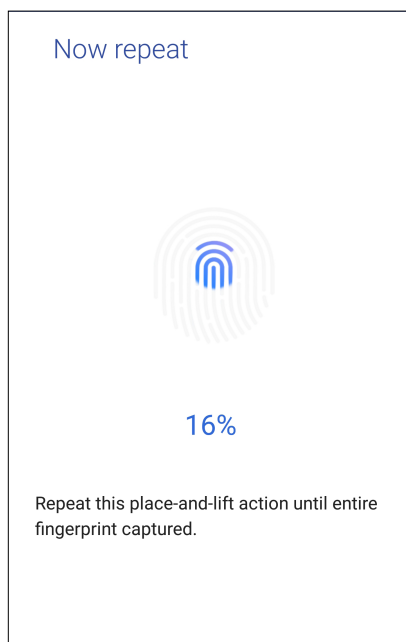 Now repeat
16%
Repeat this place-and-lift action until entire
fingerprint captured.